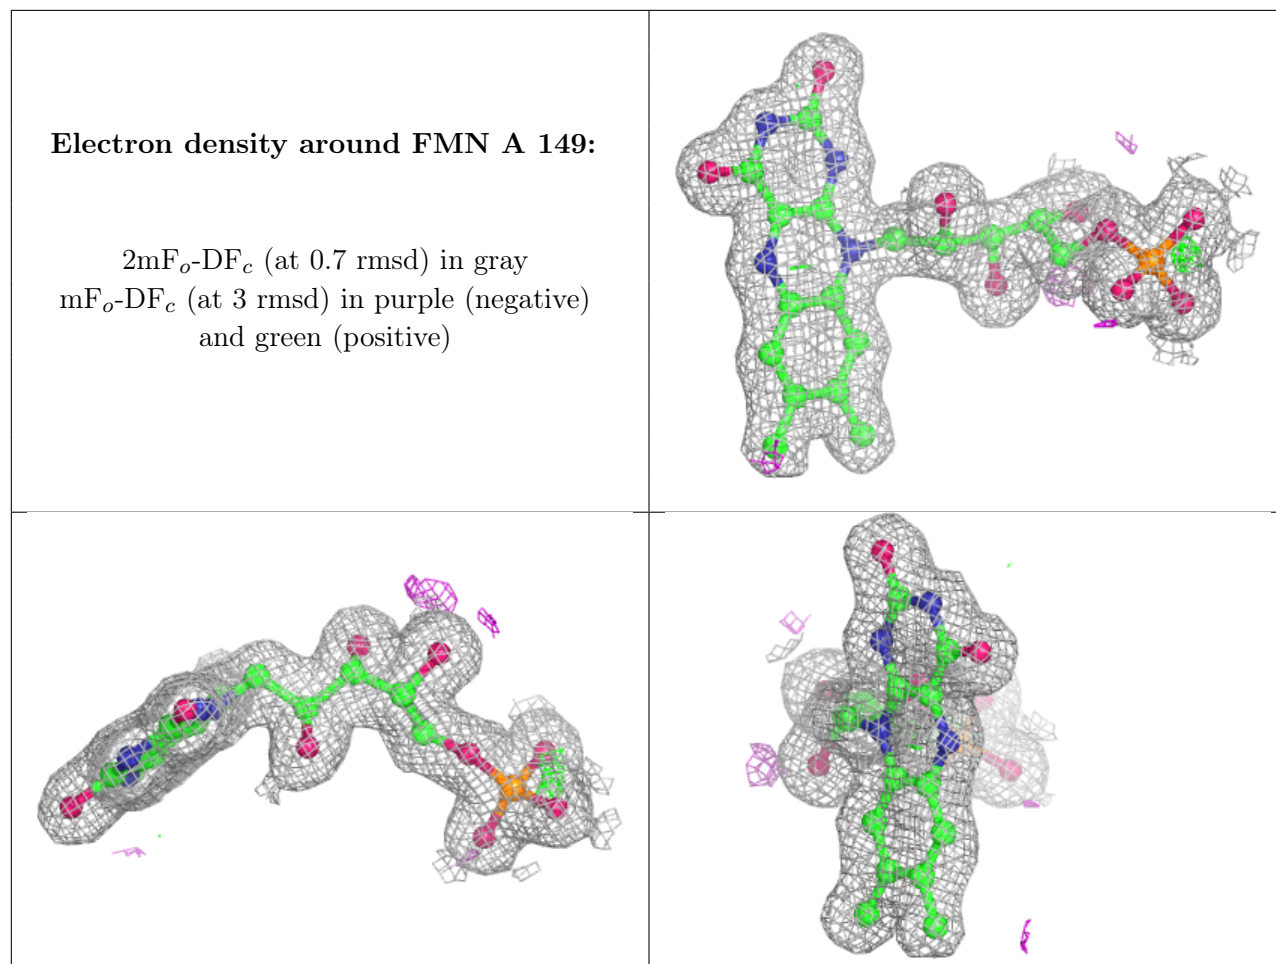 Electron density around FMN A 149:
2mFo-DFc (at 0.7 rmsd) in gray
mFo-DFc (at 3 rmsd) in purple (negative)
and green (positive)